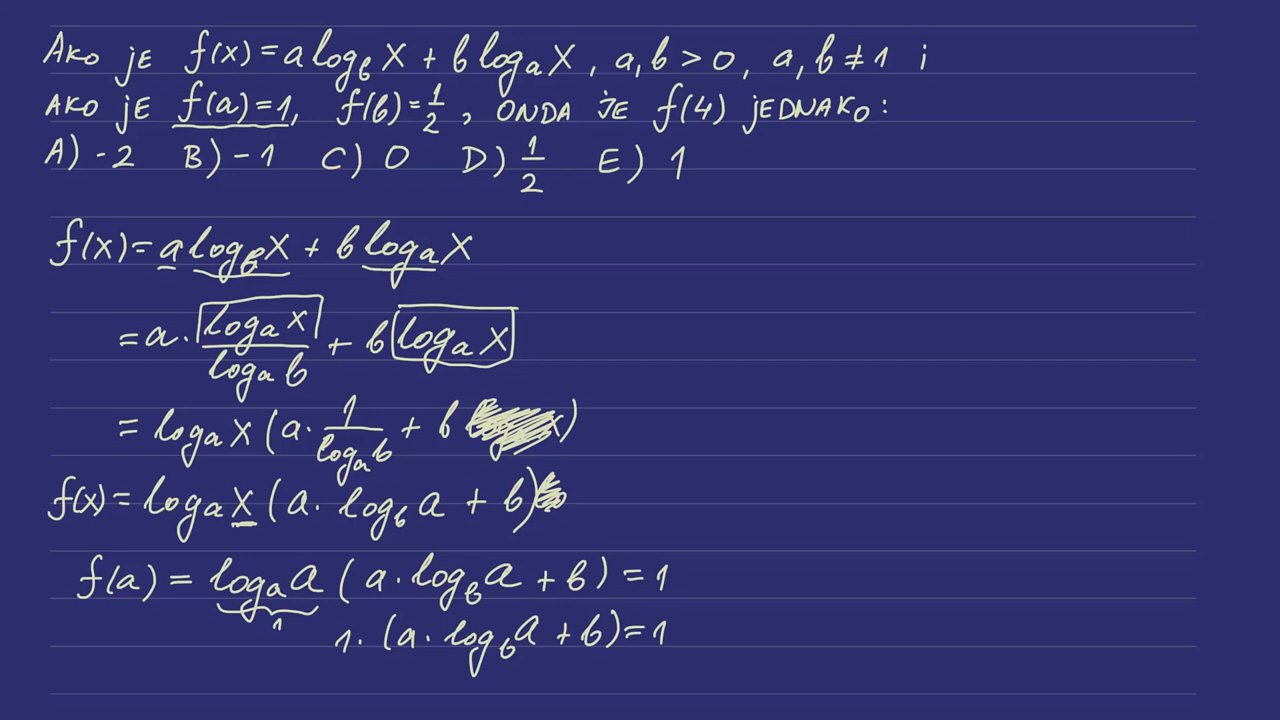 Ako je f(x) = a log_b x + b log_a x, a, b > 0, a, b ≠ 1 i
ako je f(a) = 1, f(b) = 1/2, onda je f(4) jednako:
A) -2 B) -1 C) 0 D) 1/2 E) 1
f(x) = a log_b x + b log_a x
= a · log_a x / log_a b + b log_a x
= log_a x (a · 1 / log_a b + b )
f(x) = log_a x (a · log_b a + b)
f(a) = log_a a (a · log_b a + b) = 1
1
1 · (a · log_b a + b) = 1